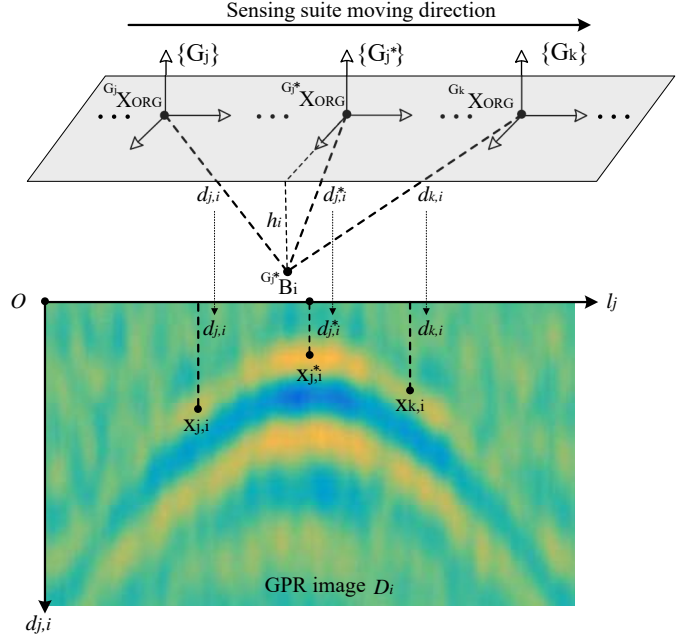 Sensing suite moving direction
{Gj} {Gj*} {Gk}
GjXORG Gj*XORG GkXORG
... ... ... ...
dj,i dj*,i dk,i
hi
Gj*Bi
O lj
dj,i dj*,i dk,i
xj*,i
xj,i xk,i
GPR image Di
dj,i